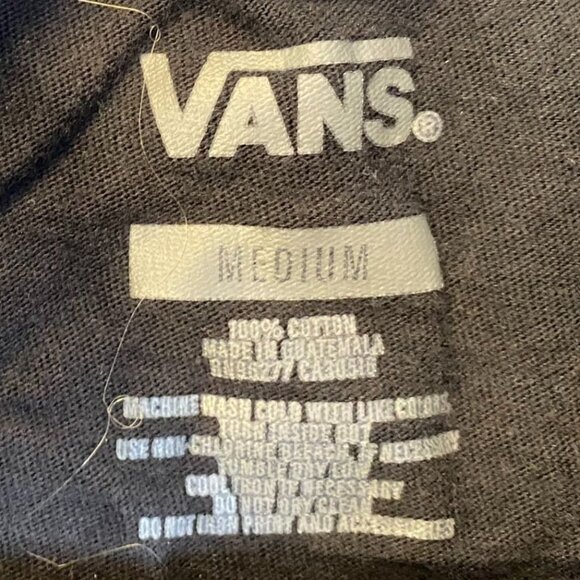 VANS®
MEDIUM
100% COTTON
MADE IN GUATEMALA
MACHINE WASH COLD WITH LIKE COLORS
TURN INSIDE OUT
USE NON-CHLORINE BLEACH IF NECESSARY
TUMBLE DRY LOW
COOL IRON IF NECESSARY
DO NOT DRY CLEAN
DO NOT IRON PRINT AND ACCESSORIES